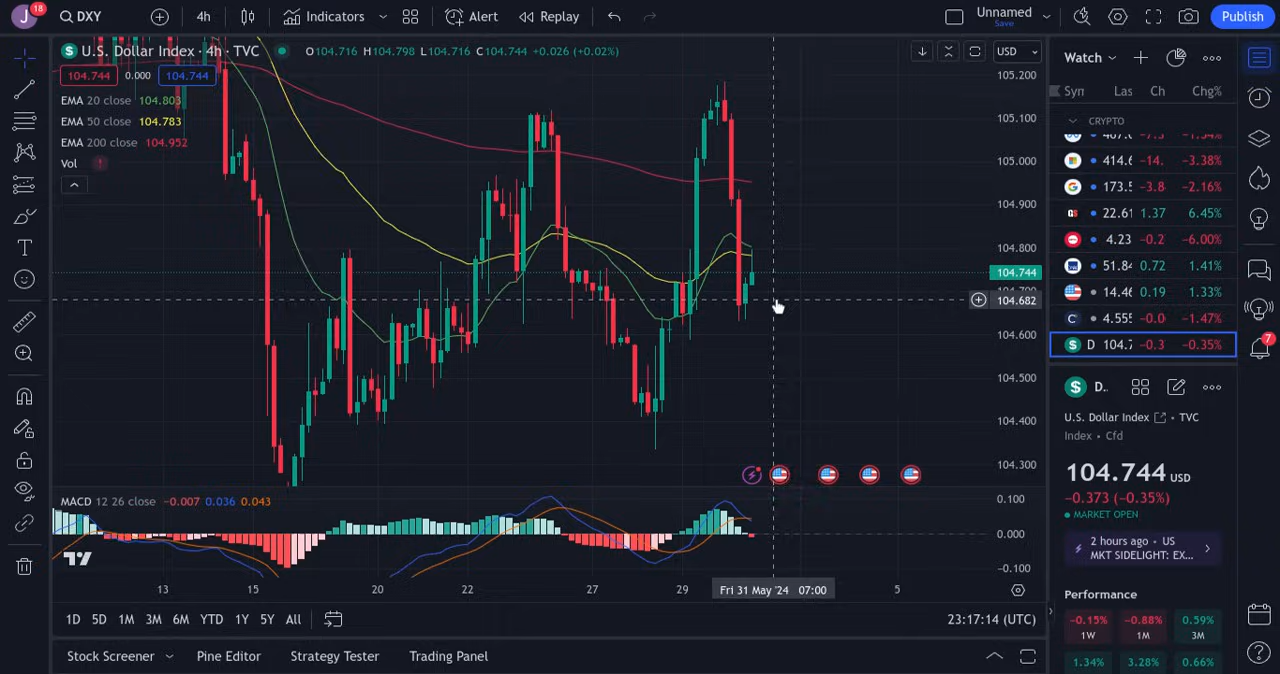 J 18 DXY 4h Indicators Alert Replay Unnamed Save Publish
$ U.S. Dollar Index · 4h · TVC O104.716 H104.798 L104.716 C104.744 +0.026 (+0.02%) USD
104.744 0.000 104.744
EMA 20 close 104.803
EMA 50 close 104.783
EMA 200 close 104.952
Vol !
105.200
105.100
105.000
104.900
104.800
104.744
104.682
104.600
104.500
104.400
104.300
MACD 12 26 close −0.007 0.036 0.043
0.100
0.000
−0.100
13 15 20 22 27 29 Fri 31 May '24 07:00 5
1D 5D 1M 3M 6M YTD 1Y 5Y All 23:17:14 (UTC)
Stock Screener Pine Editor Strategy Tester Trading Panel
Watch
Syn Las Ch Chg%
CRYPTO
414.6 −14. −3.38%
173.5 −3.8 −2.16%
22.61 1.37 6.45%
4.23 −0.2 −6.00%
51.84 0.72 1.41%
14.46 0.19 1.33%
C 4.555 −0.0 −1.47%
$ D 104.7 −0.3 −0.35%
7
$ D..
U.S. Dollar Index · TVC
Index · Cfd
104.744 USD
−0.373 (−0.35%)
MARKET OPEN
2 hours ago · US
MKT SIDELIGHT: EX...
Performance
−0.15% −0.88% 0.59%
1W 1M 3M
1.34% 3.28% 0.66%